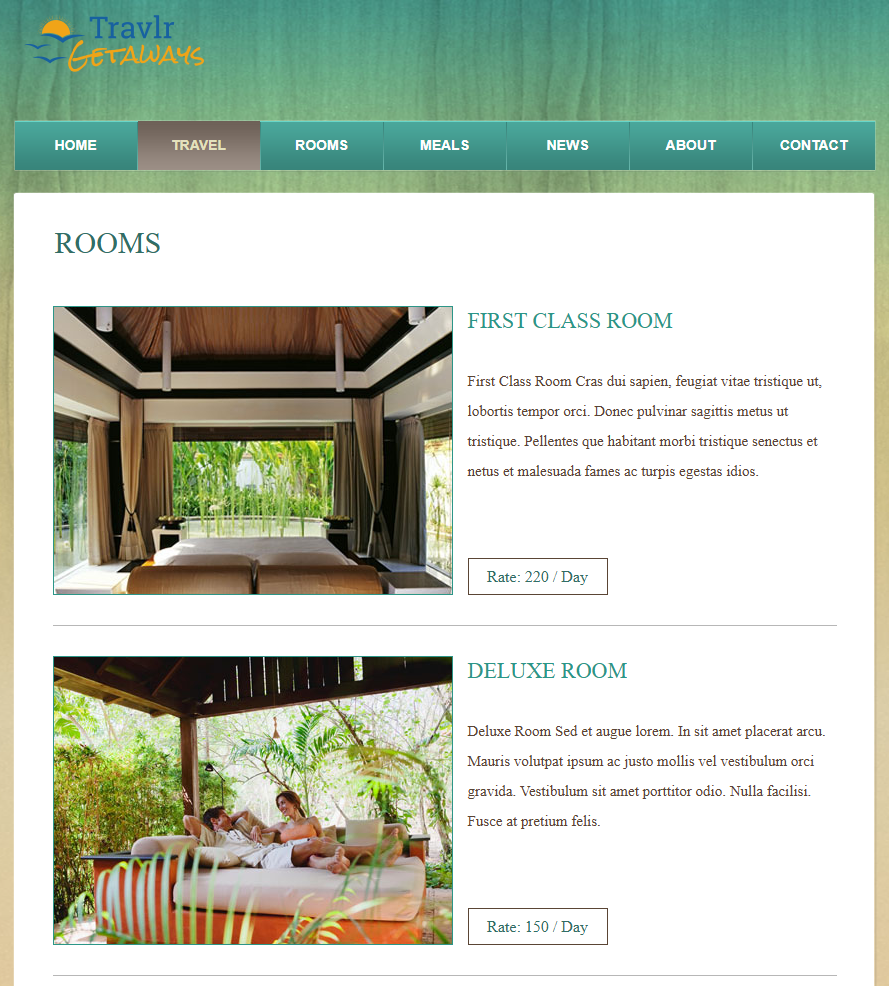 Travlr
Getaways
HOME TRAVEL ROOMS MEALS NEWS ABOUT CONTACT
ROOMS
FIRST CLASS ROOM
First Class Room Cras dui sapien, feugiat vitae tristique ut,
lobortis tempor orci. Donec pulvinar sagittis metus ut
tristique. Pellentes que habitant morbi tristique senectus et
netus et malesuada fames ac turpis egestas idios.
Rate: 220 / Day
DELUXE ROOM
Deluxe Room Sed et augue lorem. In sit amet placerat arcu.
Mauris volutpat ipsum ac justo mollis vel vestibulum orci
gravida. Vestibulum sit amet porttitor odio. Nulla facilisi.
Fusce at pretium felis.
Rate: 150 / Day